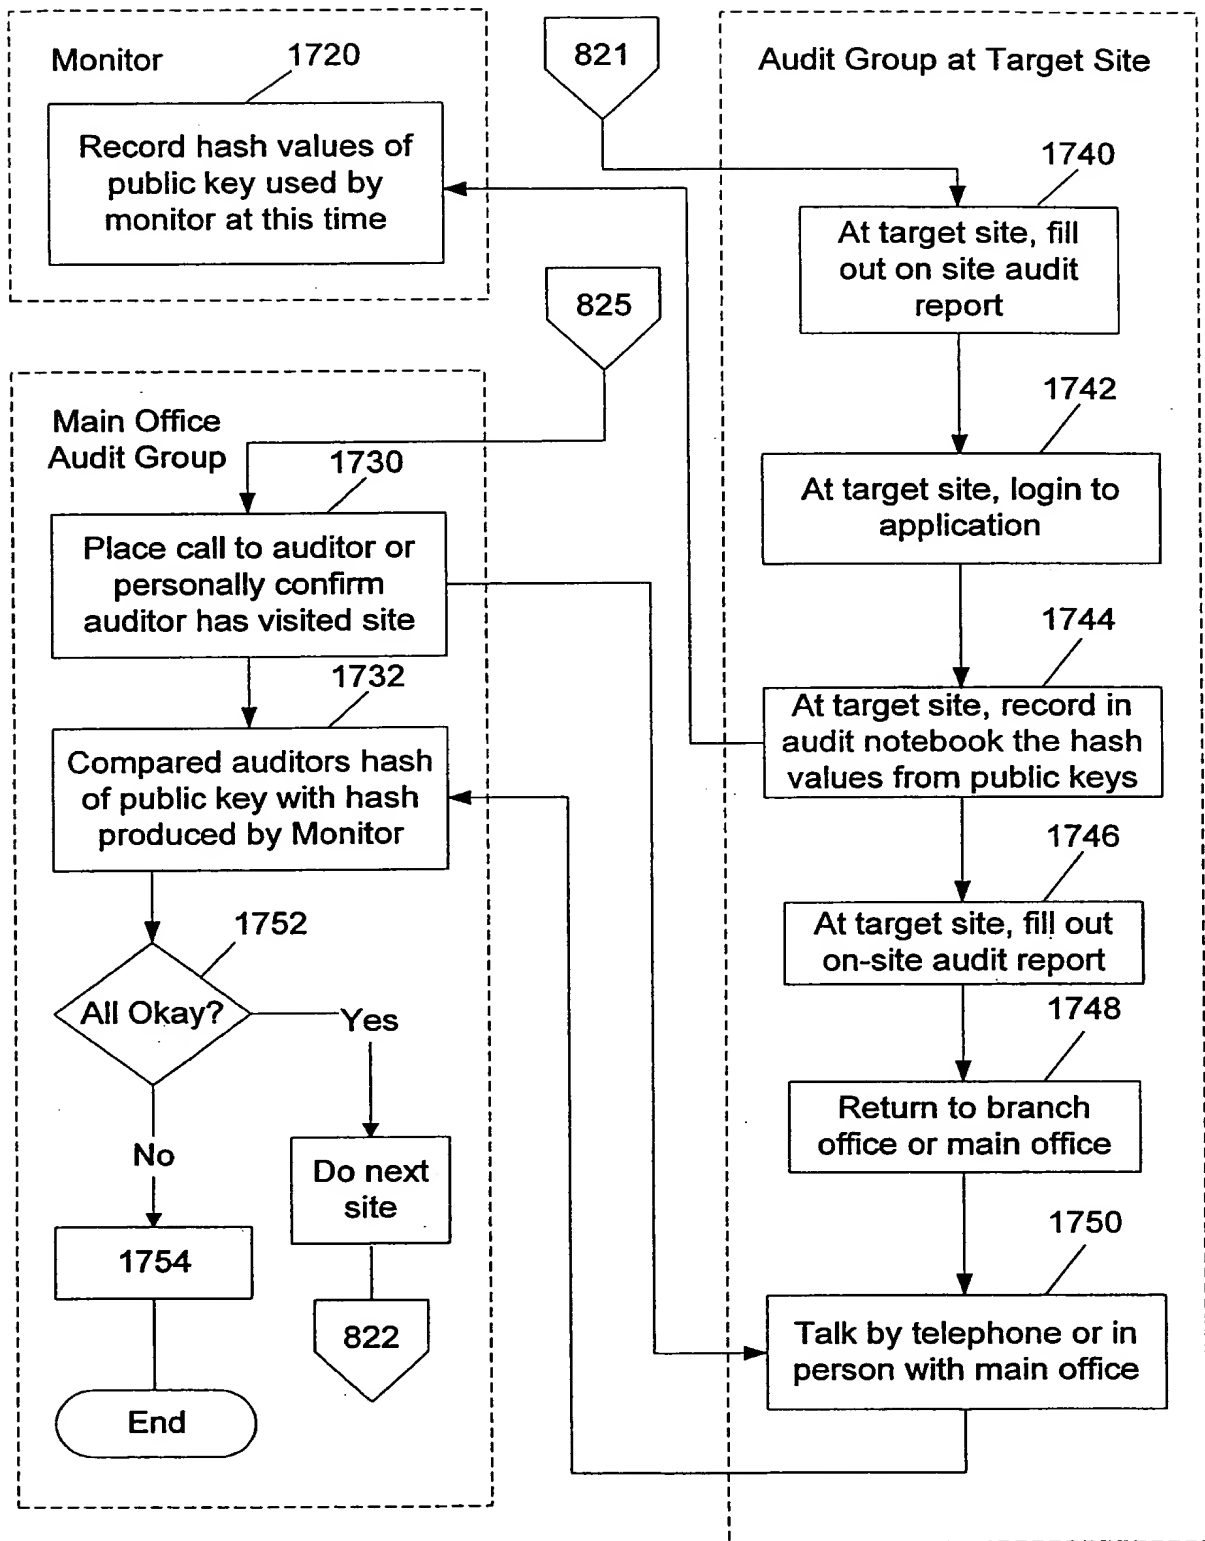 Monitor
1720
Record hash values of
public key used by
monitor at this time
821
825
Main Office
Audit Group
1730
Place call to auditor or
personally confirm
auditor has visited site
1732
Compared auditors hash
of public key with hash
produced by Monitor
1752
All Okay?
Yes
No
Do next
site
1754
822
End
Audit Group at Target Site
1740
At target site, fill
out on site audit
report
1742
At target site, login to
application
1744
At target site, record in
audit notebook the hash
values from public keys
1746
At target site, fill out
on-site audit report
1748
Return to branch
office or main office
1750
Talk by telephone or in
person with main office